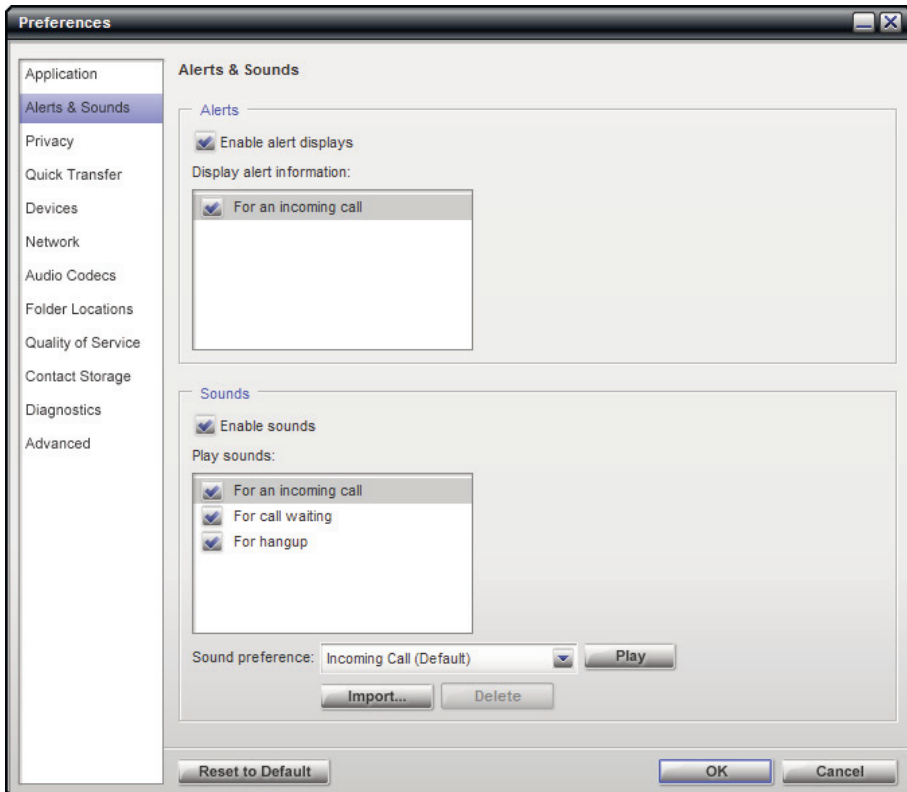 Preferences
Application
Alerts & Sounds
Privacy
Quick Transfer
Devices
Network
Audio Codecs
Folder Locations
Quality of Service
Contact Storage
Diagnostics
Advanced
Alerts & Sounds
Alerts
Enable alert displays
Display alert information:
For an incoming call
Sounds
Enable sounds
Play sounds:
For an incoming call
For call waiting
For hangup
Sound preference: Incoming Call (Default) Play
Import... Delete
Reset to Default OK Cancel